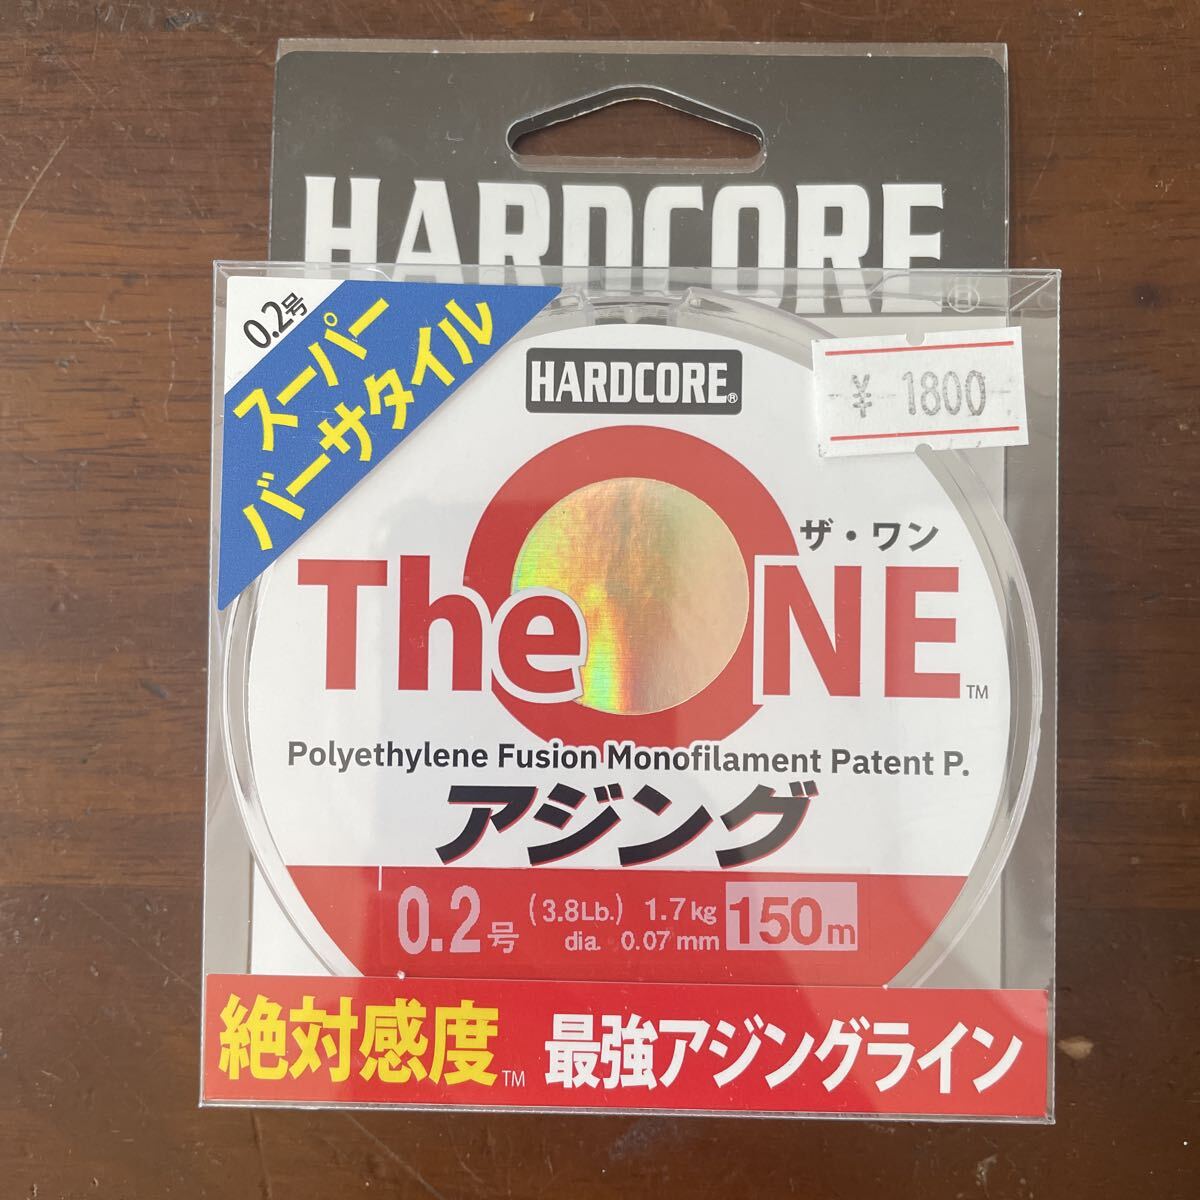 HARDCORE
®
0.2号
スーパー
バーサタイル
HARDCORE®
¥ 1800
ザ・ワン
The ONE™
Polyethylene Fusion Monofilament Patent P.
アジング
0.2号 (3.8Lb.) 1.7kg 150m
dia. 0.07mm
絶対感度™ 最強アジングライン